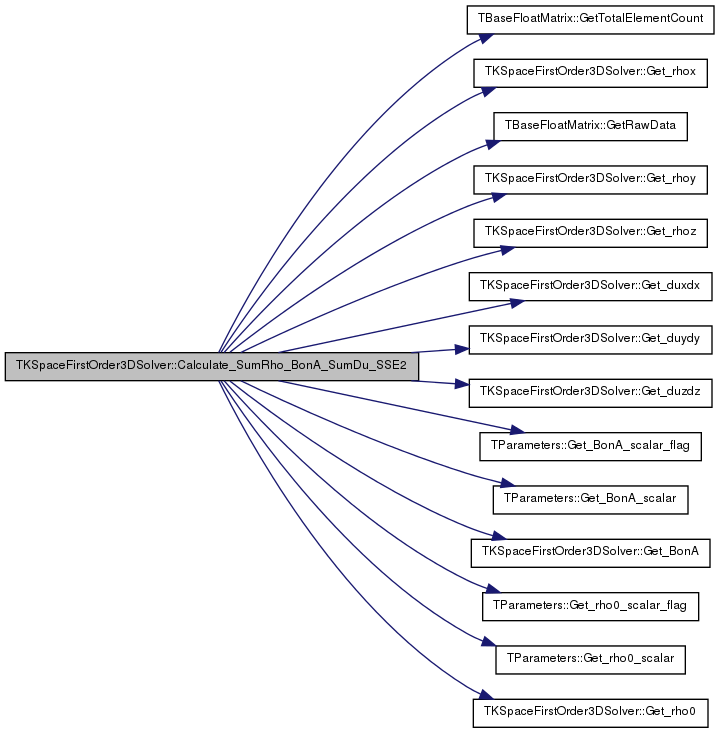 TBaseFloatMatrix::GetTotalElementCount
TKSpaceFirstOrder3DSolver::Get_rhox
TBaseFloatMatrix::GetRawData
TKSpaceFirstOrder3DSolver::Get_rhoy
TKSpaceFirstOrder3DSolver::Get_rhoz
TKSpaceFirstOrder3DSolver::Get_duxdx
TKSpaceFirstOrder3DSolver::Get_duydy
TKSpaceFirstOrder3DSolver::Calculate_SumRho_BonA_SumDu_SSE2
TKSpaceFirstOrder3DSolver::Get_duzdz
TParameters::Get_BonA_scalar_flag
TParameters::Get_BonA_scalar
TKSpaceFirstOrder3DSolver::Get_BonA
TParameters::Get_rho0_scalar_flag
TParameters::Get_rho0_scalar
TKSpaceFirstOrder3DSolver::Get_rho0